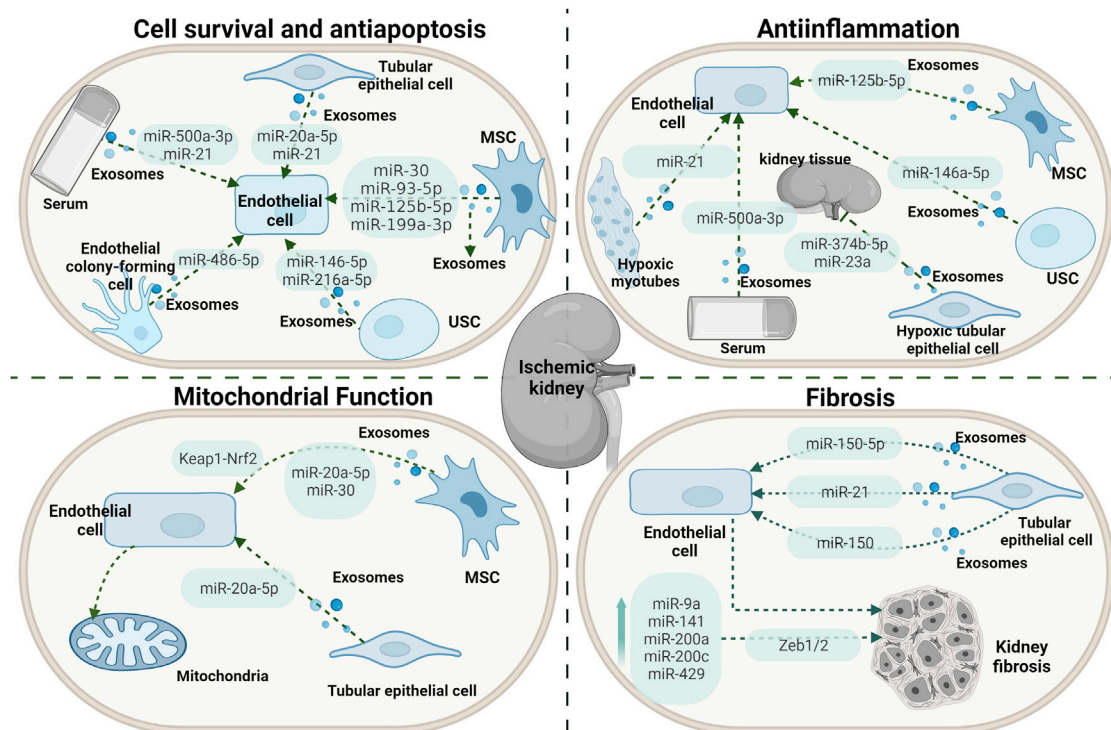 Cell survival and antiapoptosis
Tubular
epithelial cell
Exosomes
miR-500a-3p
miR-21
Exosomes
Serum
miR-20a-5p
miR-21
MSC
miR-30
miR-93-5p
miR-125b-5p
miR-199a-3p
Exosomes
Endothelial
cell
Endothelial
colony-forming
cell
miR-486-5p
Exosomes
miR-146-5p
miR-216a-5p
Exosomes
USC
Antiinflammation
Exosomes
miR-125b-5p
Endothelial
cell
MSC
miR-21
kidney tissue
miR-146a-5p
Exosomes
miR-500a-3p
miR-374b-5p
miR-23a
Hypoxic
myotubes
Exosomes
Exosomes
USC
Serum
Hypoxic tubular
epithelial cell
Ischemic
kidney
Mitochondrial Function
Exosomes
Keap1-Nrf2
miR-20a-5p
miR-30
Endothelial
cell
MSC
Exosomes
miR-20a-5p
Mitochondria
Tubular epithelial cell
Fibrosis
miR-150-5p
Exosomes
miR-21
Endothelial
cell
Tubular
epithelial cell
miR-150
Exosomes
miR-9a
miR-141
miR-200a
miR-200c
miR-429
Zeb1/2
Kidney
fibrosis